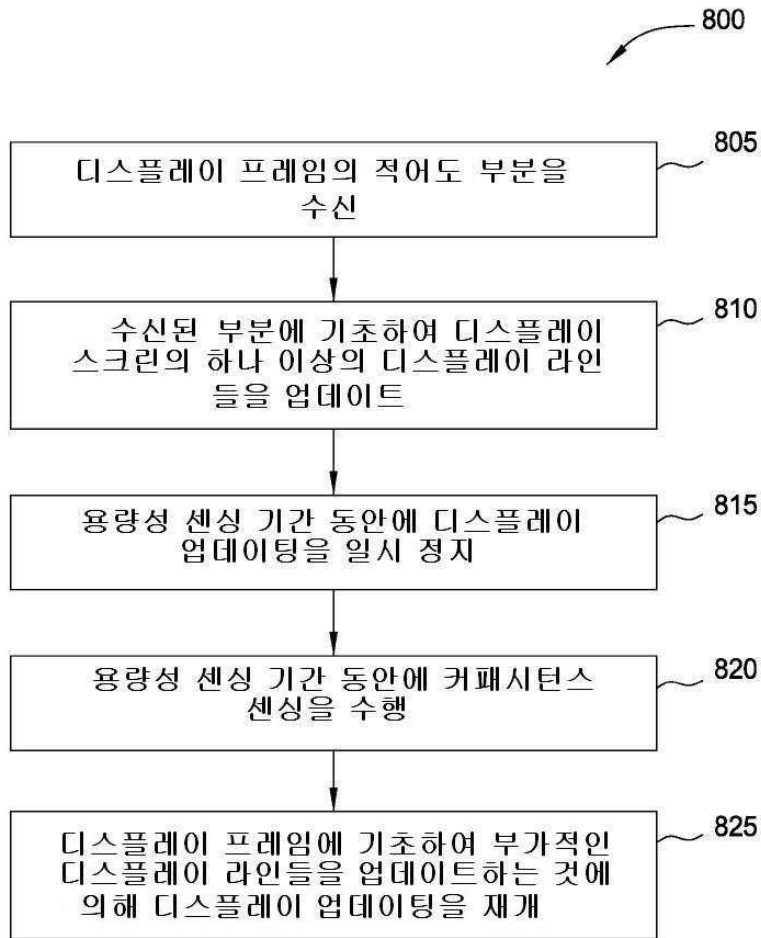 800
805
디스플레이 프레임의 적어도 부분을
수신
810
수신된 부분에 기초하여 디스플레이
스크린의 하나 이상의 디스플레이 라인
들을 업데이트
815
용량성 센싱 기간 동안에 디스플레이
업데이팅을 일시 정지
820
용량성 센싱 기간 동안에 커패시턴스
센싱을 수행
825
디스플레이 프레임에 기초하여 부가적인
디스플레이 라인들을 업데이트하는 것에
의해 디스플레이 업데이팅을 재개